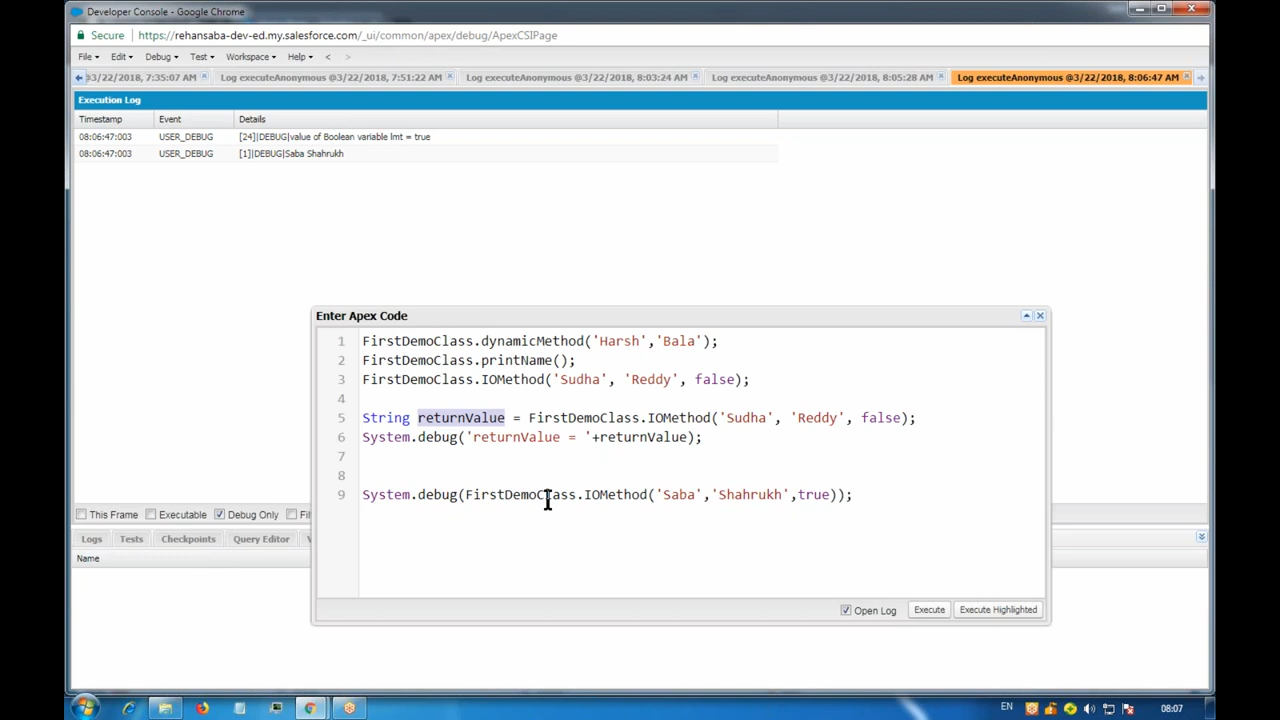 Developer Console - Google Chrome
Secure https://rehansaba-dev-ed.my.salesforce.com/_ui/common/apex/debug/ApexCSIPage
File Edit Debug Test Workspace Help < >
3/22/2018, 7:35:07 AM Log executeAnonymous @3/22/2018, 7:51:22 AM Log executeAnonymous @3/22/2018, 8:03:24 AM Log executeAnonymous @3/22/2018, 8:05:28 AM Log executeAnonymous @3/22/2018, 8:06:47 AM
Execution Log
Timestamp Event Details
08:06:47:003 USER_DEBUG [24]|DEBUG|value of Boolean variable lmt = true
08:06:47:003 USER_DEBUG [1]|DEBUG|Saba Shahrukh
Enter Apex Code
1 FirstDemoClass.dynamicMethod('Harsh','Bala');
2 FirstDemoClass.printName();
3 FirstDemoClass.IOMethod('Sudha', 'Reddy', false);
4
5 String returnValue = FirstDemoClass.IOMethod('Sudha', 'Reddy', false);
6 System.debug('returnValue = '+returnValue);
7
8
9 System.debug(FirstDemoClass.IOMethod('Saba','Shahrukh',true));
This Frame Executable Debug Only
Logs Tests Checkpoints Query Editor
Name
Open Log Execute Execute Highlighted
EN 08:07